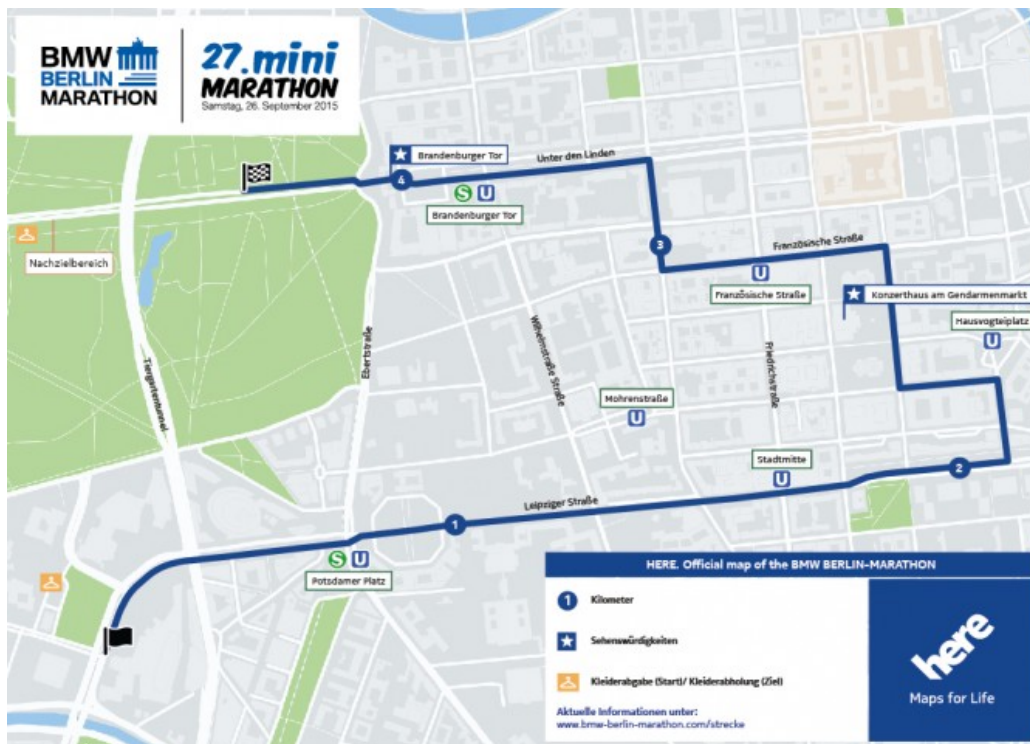 BMW
BERLIN
MARATHON
27.mini
MARATHON
Samstag, 26. September 2015
Brandenburger Tor
Unter den Linden
4
S U
Brandenburger Tor
3
Französische Straße
Nachzielbereich
U
Französische Straße
Konzerthaus am Gendarmenmarkt
Hausvogteiplatz
U
Ebertstraße
Wilhelmstraße Straße
Friedrichstraße
Tiergartentunnel
Mohrenstraße
U
Stadtmitte
U
2
Leipziger Straße
1
S U
Potsdamer Platz
HERE. Official map of the BMW BERLIN-MARATHON
1 Kilometer
Sehenswürdigkeiten
Kleiderabgabe (Start)/ Kleiderabholung (Ziel)
Aktuelle Informationen unter:
www.bmw-berlin-marathon.com/strecke
here
Maps for Life